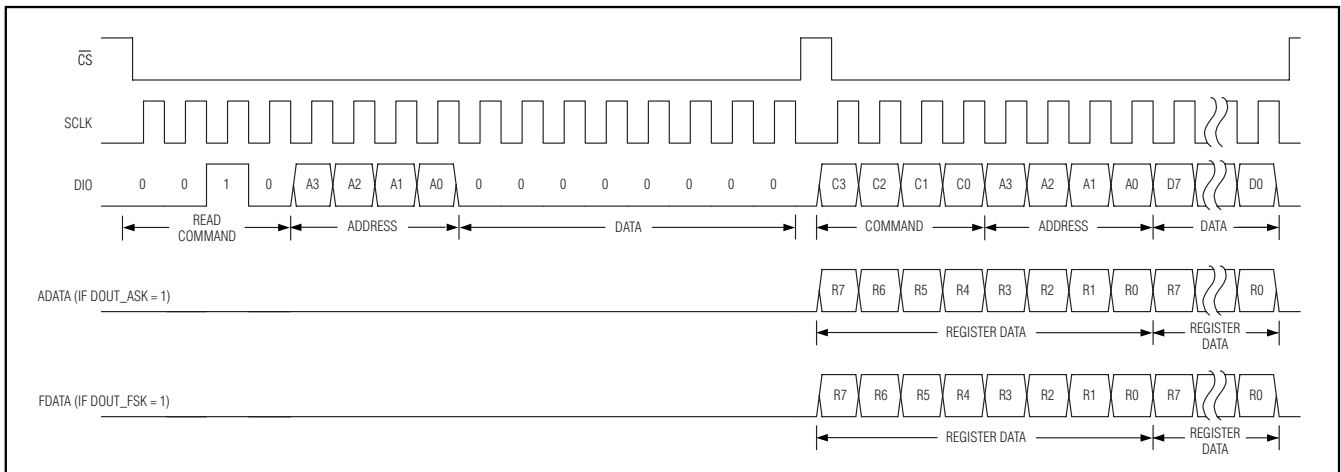 CS
SCLK
DIO 0 0 1 0 A3 A2 A1 A0 0 0 0 0 0 0 0 0 C3 C2 C1 C0 A3 A2 A1 A0 D7 D0
READ COMMAND ADDRESS DATA COMMAND ADDRESS DATA
ADATA (IF DOUT_ASK = 1) R7 R6 R5 R4 R3 R2 R1 R0 R7 R0
REGISTER DATA REGISTER DATA
FDATA (IF DOUT_FSK = 1) R7 R6 R5 R4 R3 R2 R1 R0 R7 R0
REGISTER DATA REGISTER DATA